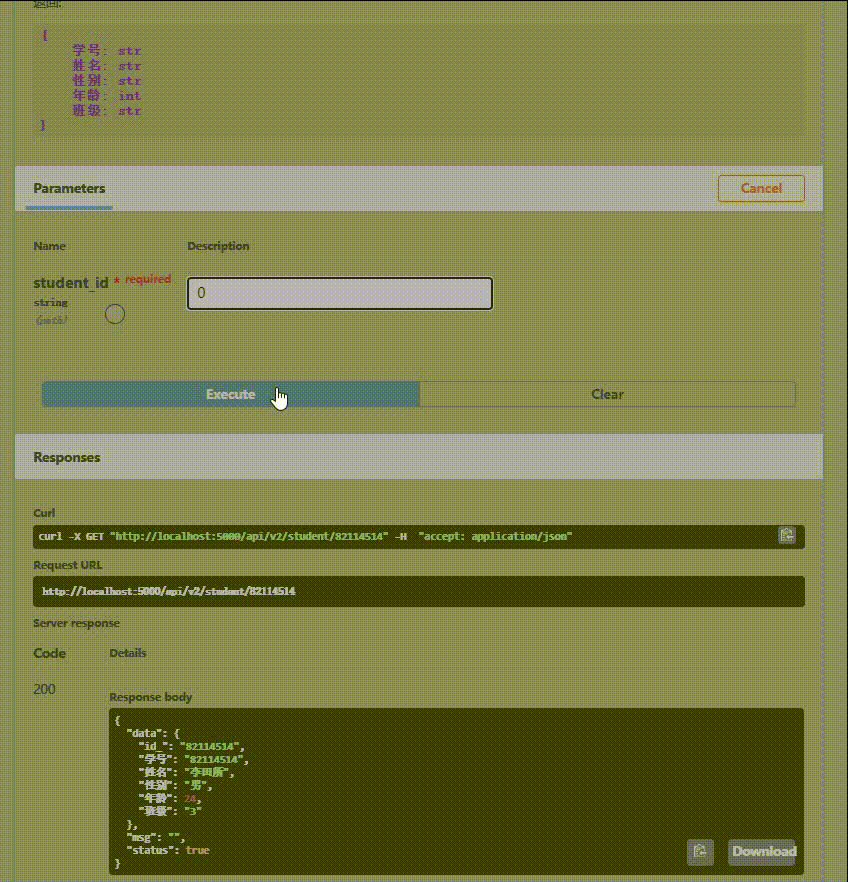 返回:
{
学号: str
姓名: str
性别: str
年龄: int
班级: str
}
Parameters
Cancel
Name
Description
student_id * required
string
(path)
0
Execute
Clear
Responses
Curl
curl -X GET "http://localhost:5000/api/v2/student/82114514" -H  "accept: application/json"
Request URL
http://localhost:5000/api/v2/student/82114514
Server response
Code
Details
200
Response body
{
"data": {
"id_": "82114514",
"学号": "82114514",
"姓名": "李田所",
"性别": "男",
"年龄": 24,
"班级": "3"
},
"msg": "",
"status": true
}
Download